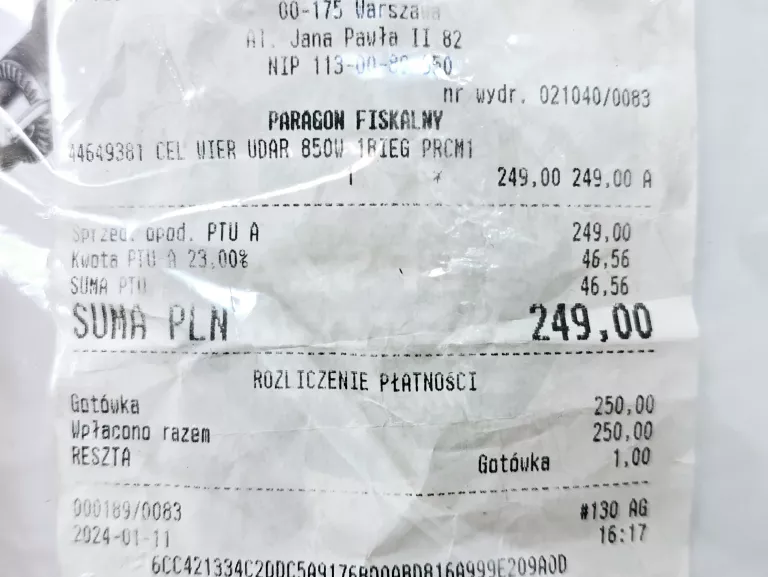 00-175 Warszawa
Al. Jana Pawła II 82
NIP 113-00-
nr wydr. 021040/0083
PARAGON FISKALNY
44649381 CEL WIER UDAR 850W 1BIEG PRCM1
1 * 249,00 249,00 A
Sprzed. opod. PTU A 249,00
Kwota PTU A 23,00% 46,56
SUMA PTU 46,56
SUMA PLN 249,00
ROZLICZENIE PŁATNOŚCI
Gotówka 250,00
Wpłacono razem 250,00
RESZTA Gotówka 1,00
000189/0083 #130 AG
2024-01-11 16:17